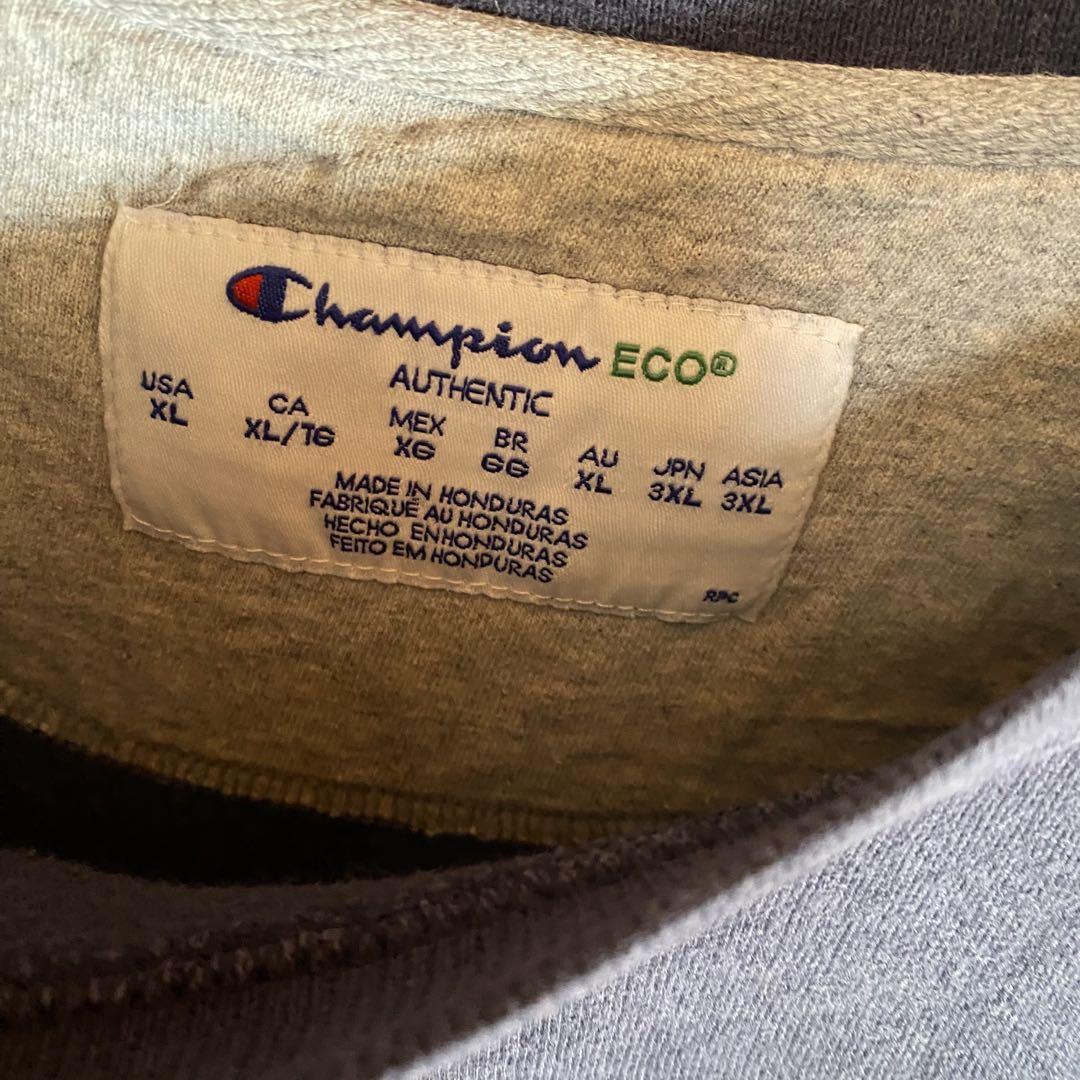 Champion ECO®
AUTHENTIC
USA CA MEX BR AU JPN ASIA
XL XL/TG XG GG XL 3XL 3XL
MADE IN HONDURAS
FABRIQUÉ AU HONDURAS
HECHO EN HONDURAS
FEITO EM HONDURAS
RPC